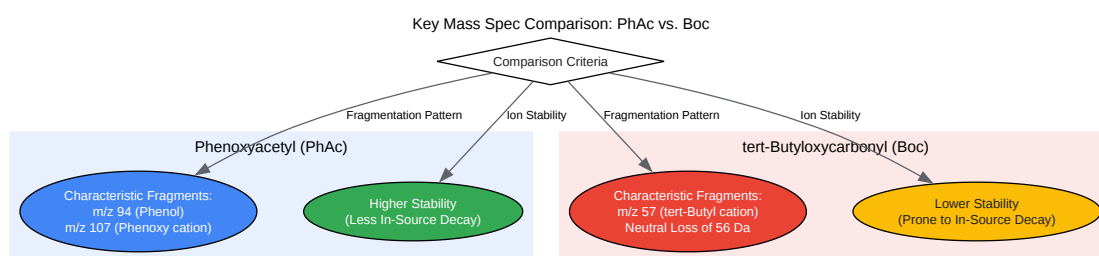 Key Mass Spec Comparison: PhAc vs. Boc
Comparison Criteria
Fragmentation Pattern
Ion Stability
Fragmentation Pattern
Ion Stability
Phenoxyacetyl (PhAc)
tert-Butyloxycarbonyl (Boc)
Characteristic Fragments:
m/z 94 (Phenol)
m/z 107 (Phenoxy cation)
Higher Stability
(Less In-Source Decay)
Characteristic Fragments:
m/z 57 (tert-Butyl cation)
Neutral Loss of 56 Da
Lower Stability
(Prone to In-Source Decay)